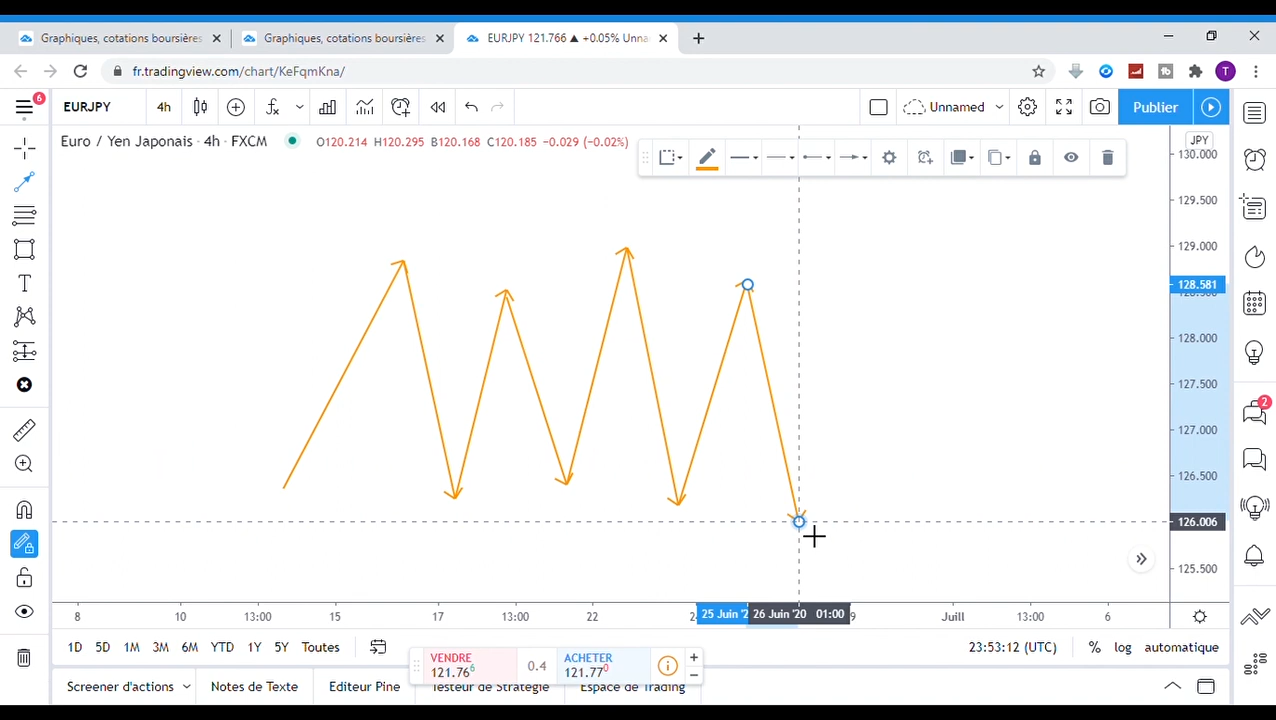 Graphiques, cotations boursières
Graphiques, cotations boursières
EURJPY 121.766 ▲ +0.05% Unna
fr.tradingview.com/chart/KeFqmKna/
T
6
EURJPY
4h
Unnamed
Publier
Euro / Yen Japonais · 4h · FXCM
O120.214 H120.295 B120.168 C120.185 −0.029 (−0.02%)
JPY
130.000
129.500
129.000
128.581
128.000
127.500
127.000
126.500
126.006
125.500
2
8
10
13:00
15
17
13:00
22
25 Juin '2
26 Juin '20 01:00
9
Juill
13:00
6
1D 5D 1M 3M 6M YTD 1Y 5Y Toutes
23:53:12 (UTC)
% log automatique
VENDRE
121.766
0.4
ACHETER
121.770
Screener d'actions
Notes de Texte
Editeur Pine
Testeur de Stratégie
Espace de Trading